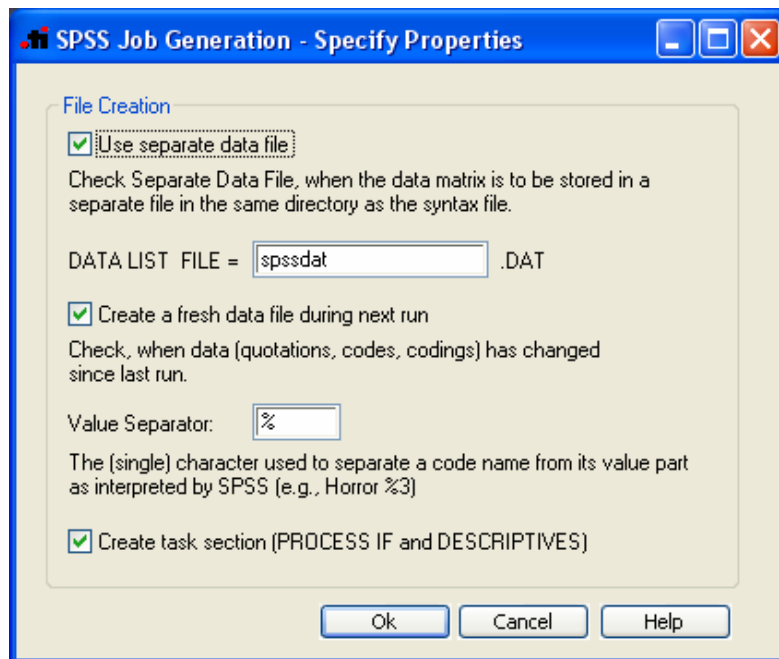 SPSS Job Generation - Specify Properties
File Creation
Use separate data file
Check Separate Data File, when the data matrix is to be stored in a
separate file in the same directory as the syntax file.
DATA LIST FILE = spssdat .DAT
Create a fresh data file during next run
Check, when data (quotations, codes, codings) has changed
since last run.
Value Separator: %
The (single) character used to separate a code name from its value part
as interpreted by SPSS (e.g., Horror %3)
Create task section (PROCESS IF and DESCRIPTIVES)
Ok Cancel Help